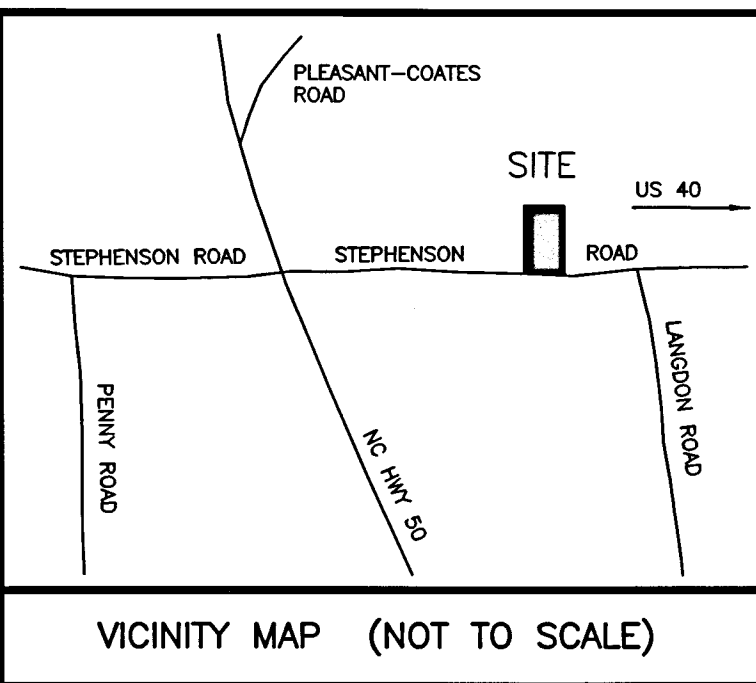 PLEASANT-COATES
ROAD
SITE
US 40
STEPHENSON ROAD
STEPHENSON
ROAD
PENNY ROAD
NC HWY 50
LANGDON ROAD
VICINITY MAP (NOT TO SCALE)